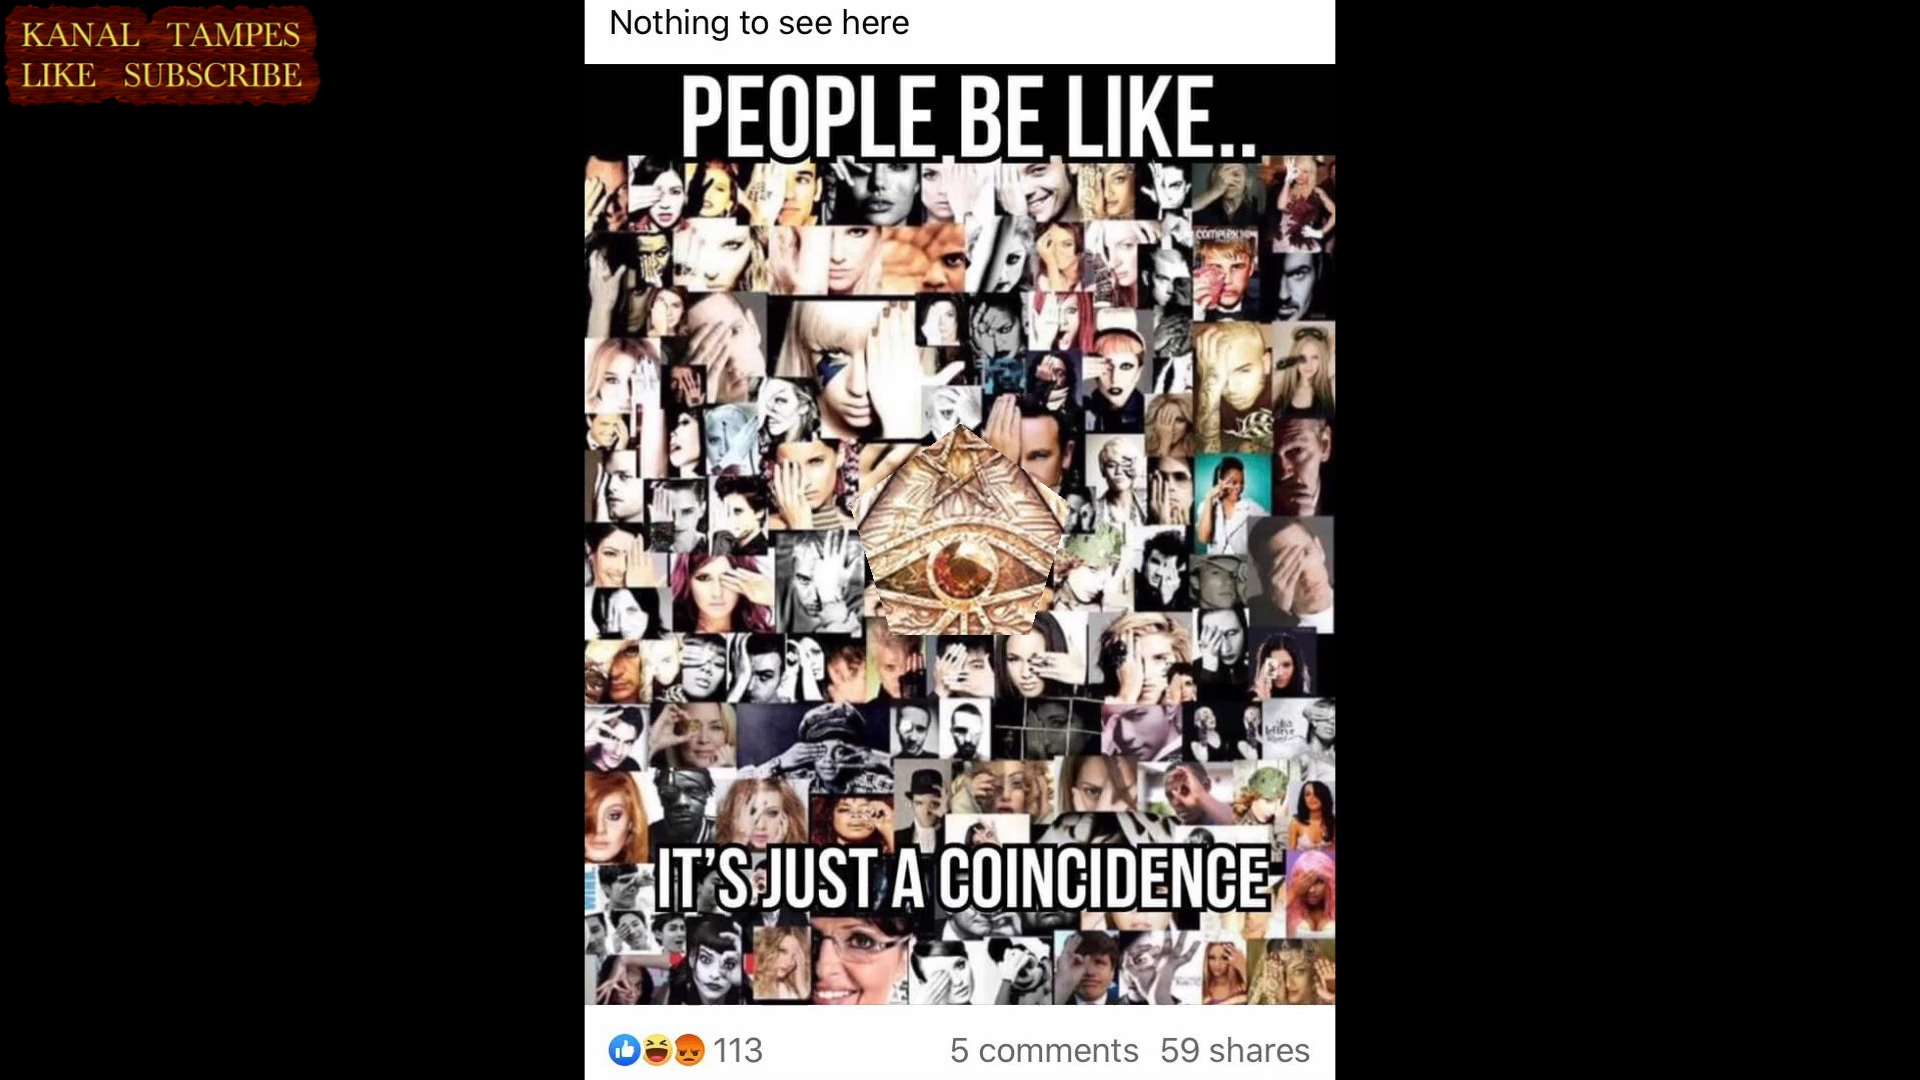 KANAL TAMPES
LIKE SUBSCRIBE
Nothing to see here
PEOPLE BE LIKE..
COMPLEX
IT'S JUST A COINCIDENCE
113
5 comments 59 shares